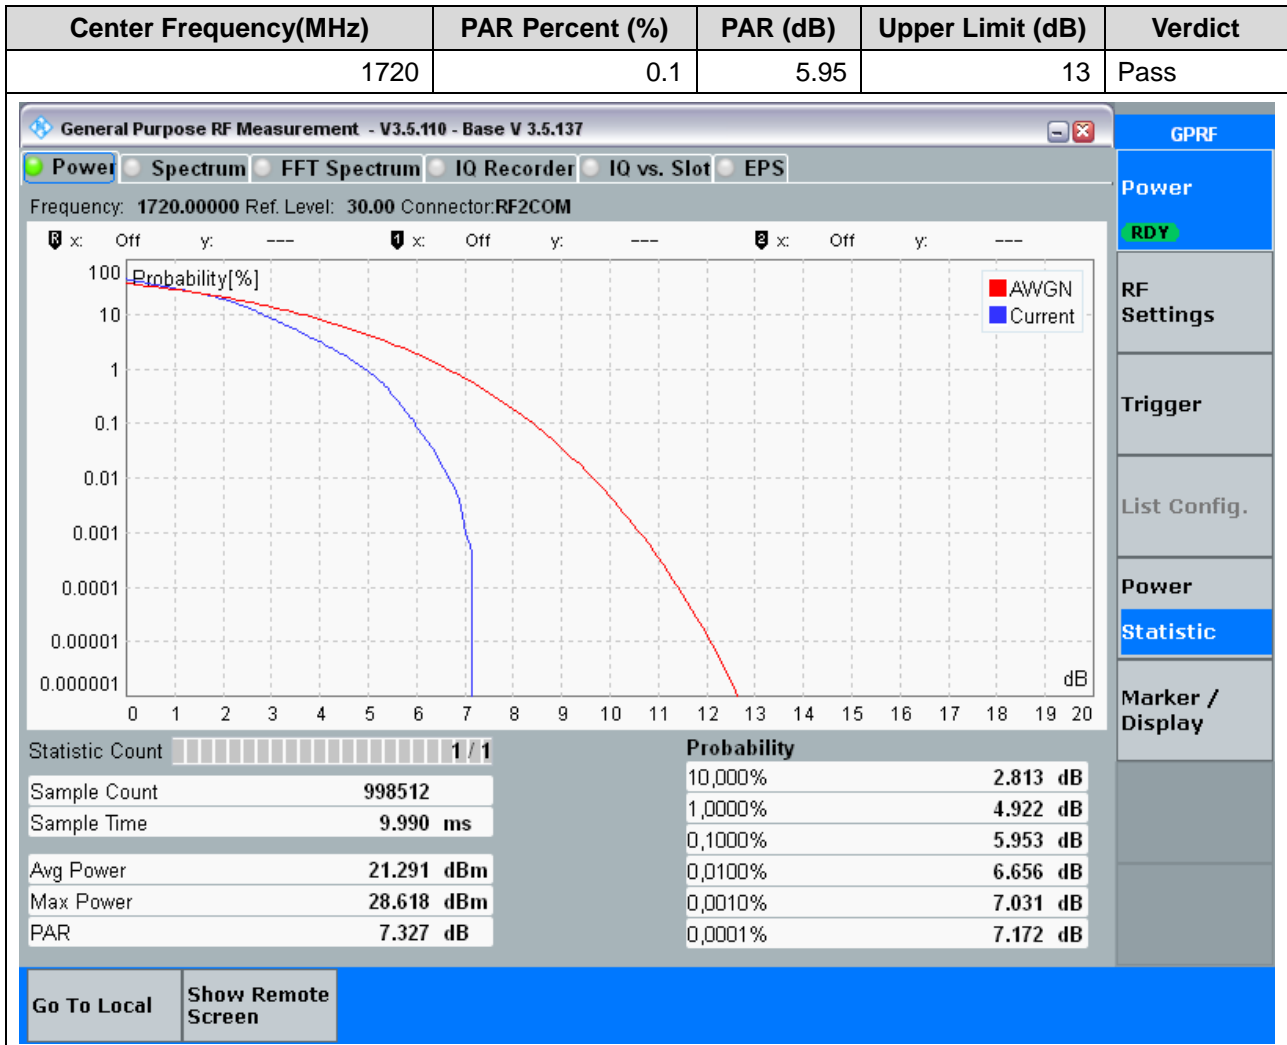 Center Frequency(MHz) PAR Percent (%) PAR (dB) Upper Limit (dB) Verdict
1720 0.1 5.95 13 Pass
General Purpose RF Measurement - V3.5.110 - Base V 3.5.137
GPRF
Power Spectrum FFT Spectrum IQ Recorder IQ vs. Slot EPS
Frequency: 1720.00000 Ref. Level: 30.00 Connector:RF2COM
R x: Off y: --- 1 x: Off y: --- 2 x: Off y: ---
Probability[%]
AWGN
Current
100
10
1
0.1
0.01
0.001
0.0001
0.00001
0.000001
dB
0 1 2 3 4 5 6 7 8 9 10 11 12 13 14 15 16 17 18 19 20
Statistic Count 1 / 1
Sample Count 998512
Sample Time 9.990 ms
Avg Power 21.291 dBm
Max Power 28.618 dBm
PAR 7.327 dB
Probability
10,000% 2.813 dB
1,0000% 4.922 dB
0,1000% 5.953 dB
0,0100% 6.656 dB
0,0010% 7.031 dB
0,0001% 7.172 dB
Power
RDY
RF
Settings
Trigger
List Config.
Power
Statistic
Marker /
Display
Go To Local
Show Remote
Screen